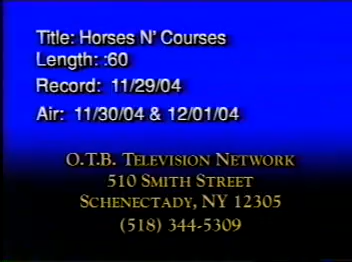 Title: Horses N' Courses
Length: :60
Record: 11/29/04
Air: 11/30/04 & 12/01/04
O.T.B. Television Network
510 Smith Street
Schenectady, NY 12305
(518) 344-5309